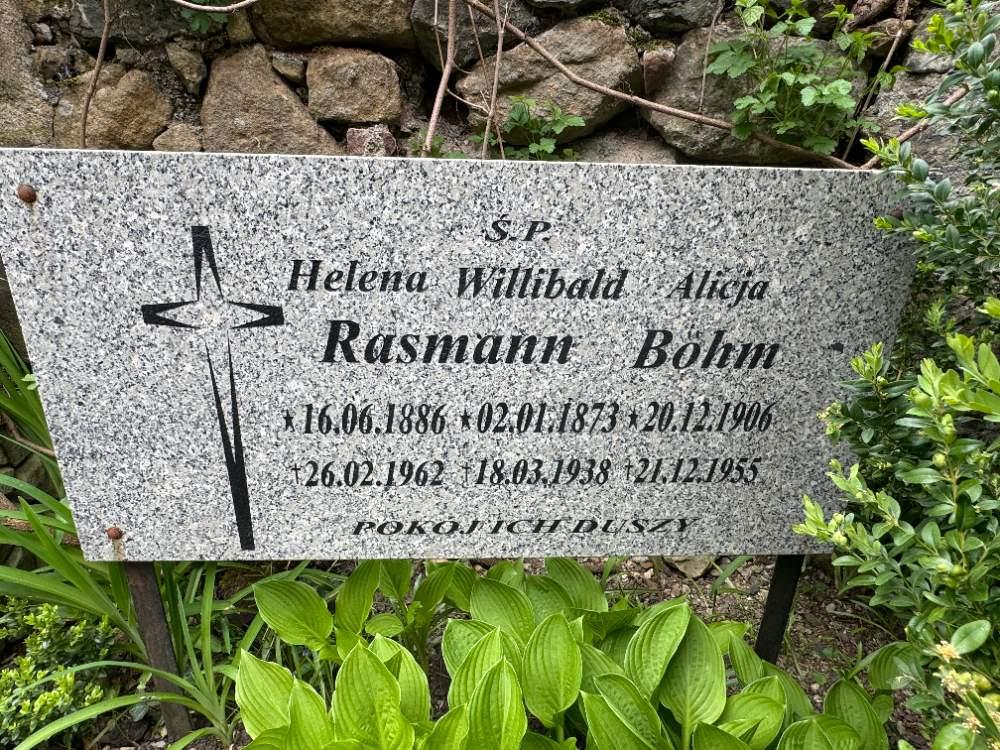 Ś.P.
Helena Willibald Alicja
Rasmann Böhm
*16.06.1886 *02.01.1873 *20.12.1906
†26.02.1962 †18.03.1938 †21.12.1955
POKÓJ ICH DUSZY